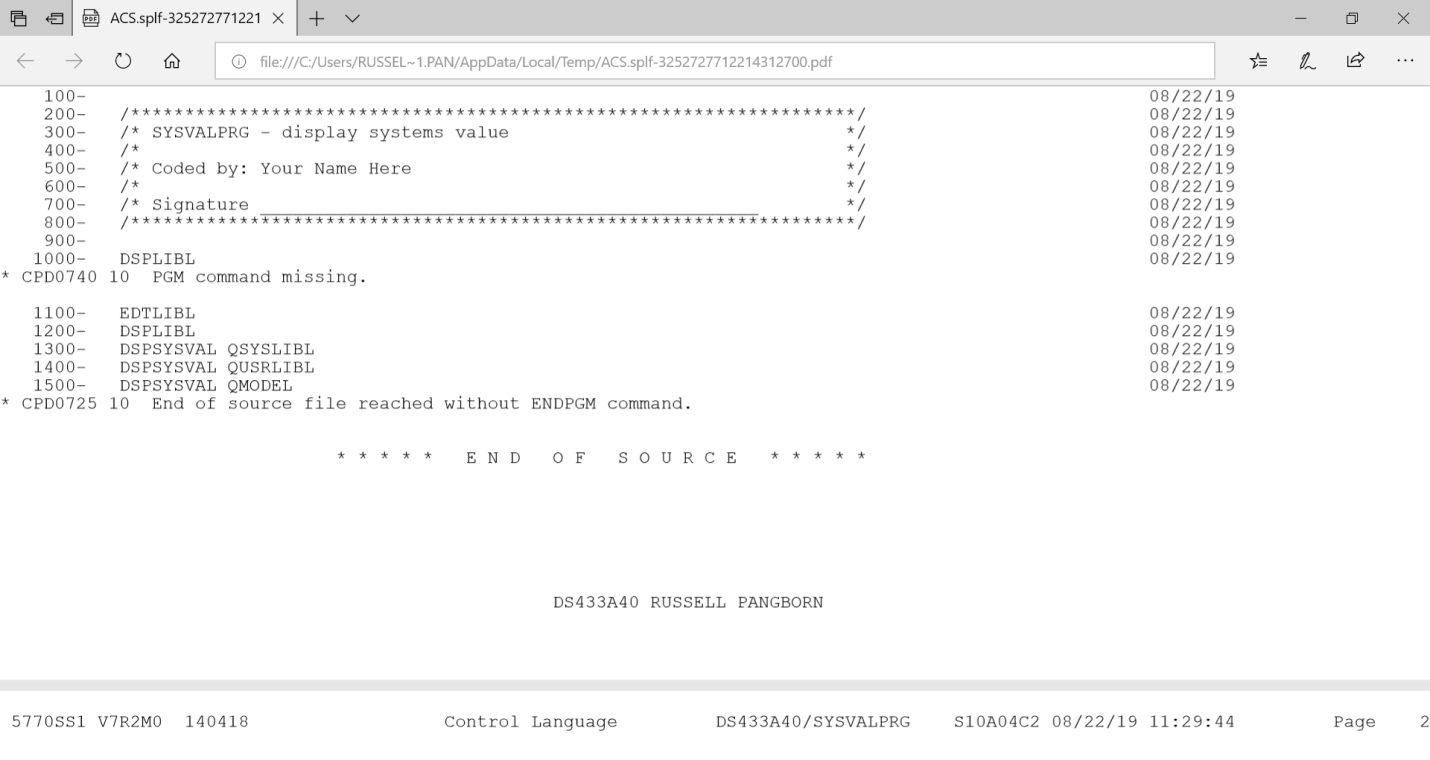 ACS.splf-325272771221
file:///C:/Users/RUSSEL~1.PAN/AppData/Local/Temp/ACS.splf-3252727712214312700.pdf
100- 08/22/19
200- /*******************************************************************/ 08/22/19
300- /* SYSVALPRG - display systems value */ 08/22/19
400- /* */ 08/22/19
500- /* Coded by: Your Name Here */ 08/22/19
600- /* */ 08/22/19
700- /* Signature ______________________________________________ */ 08/22/19
800- /*******************************************************************/ 08/22/19
900- 08/22/19
1000- DSPLIBL 08/22/19
* CPD0740 10 PGM command missing.
1100- EDTLIBL 08/22/19
1200- DSPLIBL 08/22/19
1300- DSPSYSVAL QSYSLIBL 08/22/19
1400- DSPSYSVAL QUSRLIBL 08/22/19
1500- DSPSYSVAL QMODEL 08/22/19
* CPD0725 10 End of source file reached without ENDPGM command.
* * * * * E N D O F S O U R C E * * * * *
DS433A40 RUSSELL PANGBORN
5770SS1 V7R2M0 140418 Control Language DS433A40/SYSVALPRG S10A04C2 08/22/19 11:29:44 Page 2